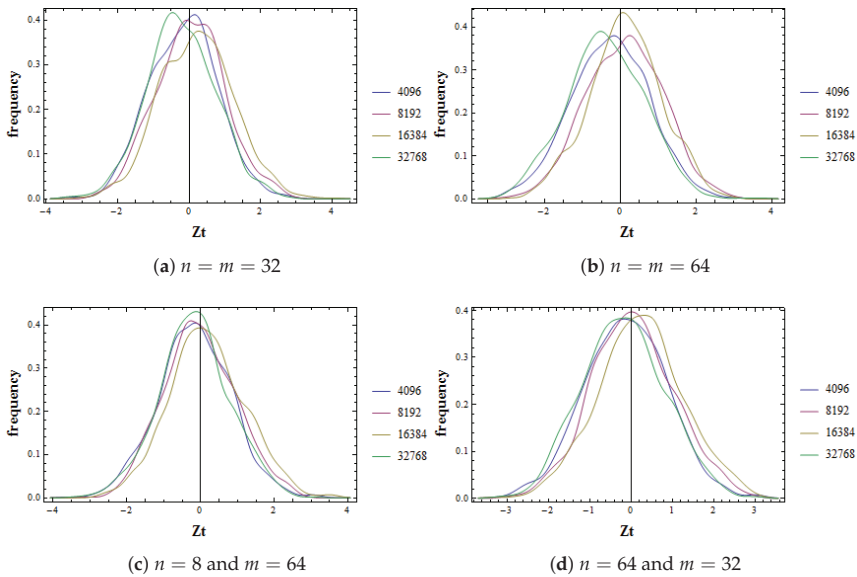 frequency
0.4
0.3
0.2
0.1
0.0
−4 −2 0 2 4
Zt
4096
8192
16384
32768
(a) n = m = 32
frequency
0.4
0.3
0.2
0.1
0.0
−2 0 2 4
Zt
4096
8192
16384
32768
(b) n = m = 64
frequency
0.4
0.3
0.2
0.1
0.0
−4 −2 0 2 4
Zt
4096
8192
16384
32768
(c) n = 8 and m = 64
frequency
0.4
0.3
0.2
0.1
0.0
−3 −2 −1 0 1 2 3
Zt
4096
8192
16384
32768
(d) n = 64 and m = 32